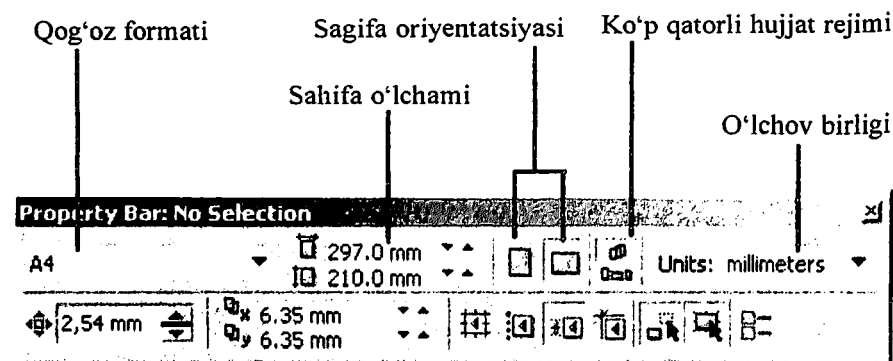 Qog‘oz formati Sagifa oriyentatsiyasi Ko‘p qatorli hujjat rejimi
Sahifa o‘lchami
O‘lchov birligi
Property Bar: No Selection
A4 297.0 mm Units: millimeters
210.0 mm
2,54 mm x 6.35 mm
y 6.35 mm